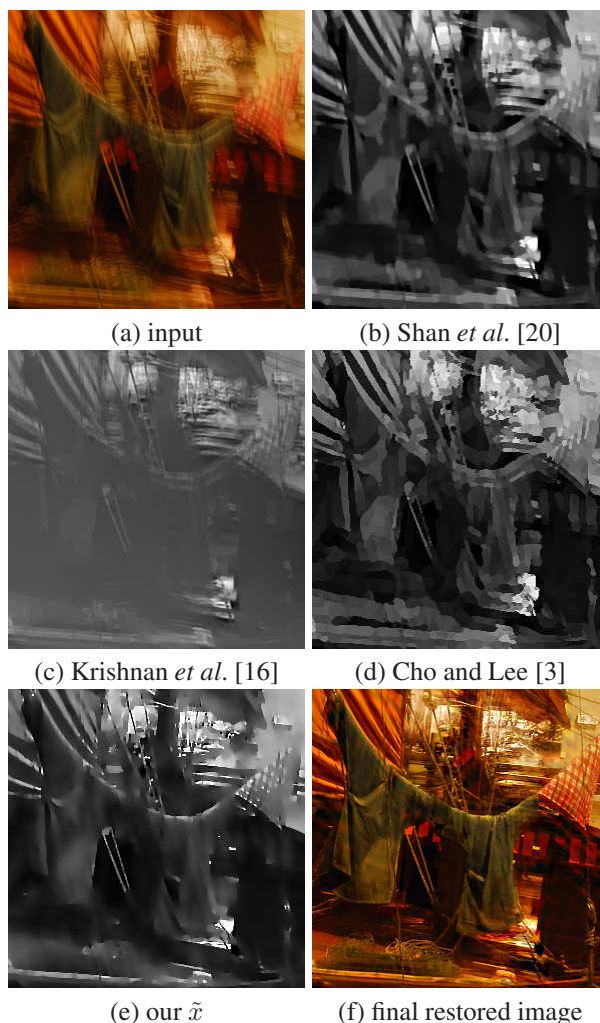 (a) input
(b) Shan et al. [20]
(c) Krishnan et al. [16]
(d) Cho and Lee [3]
(e) our x̃
(f) final restored image